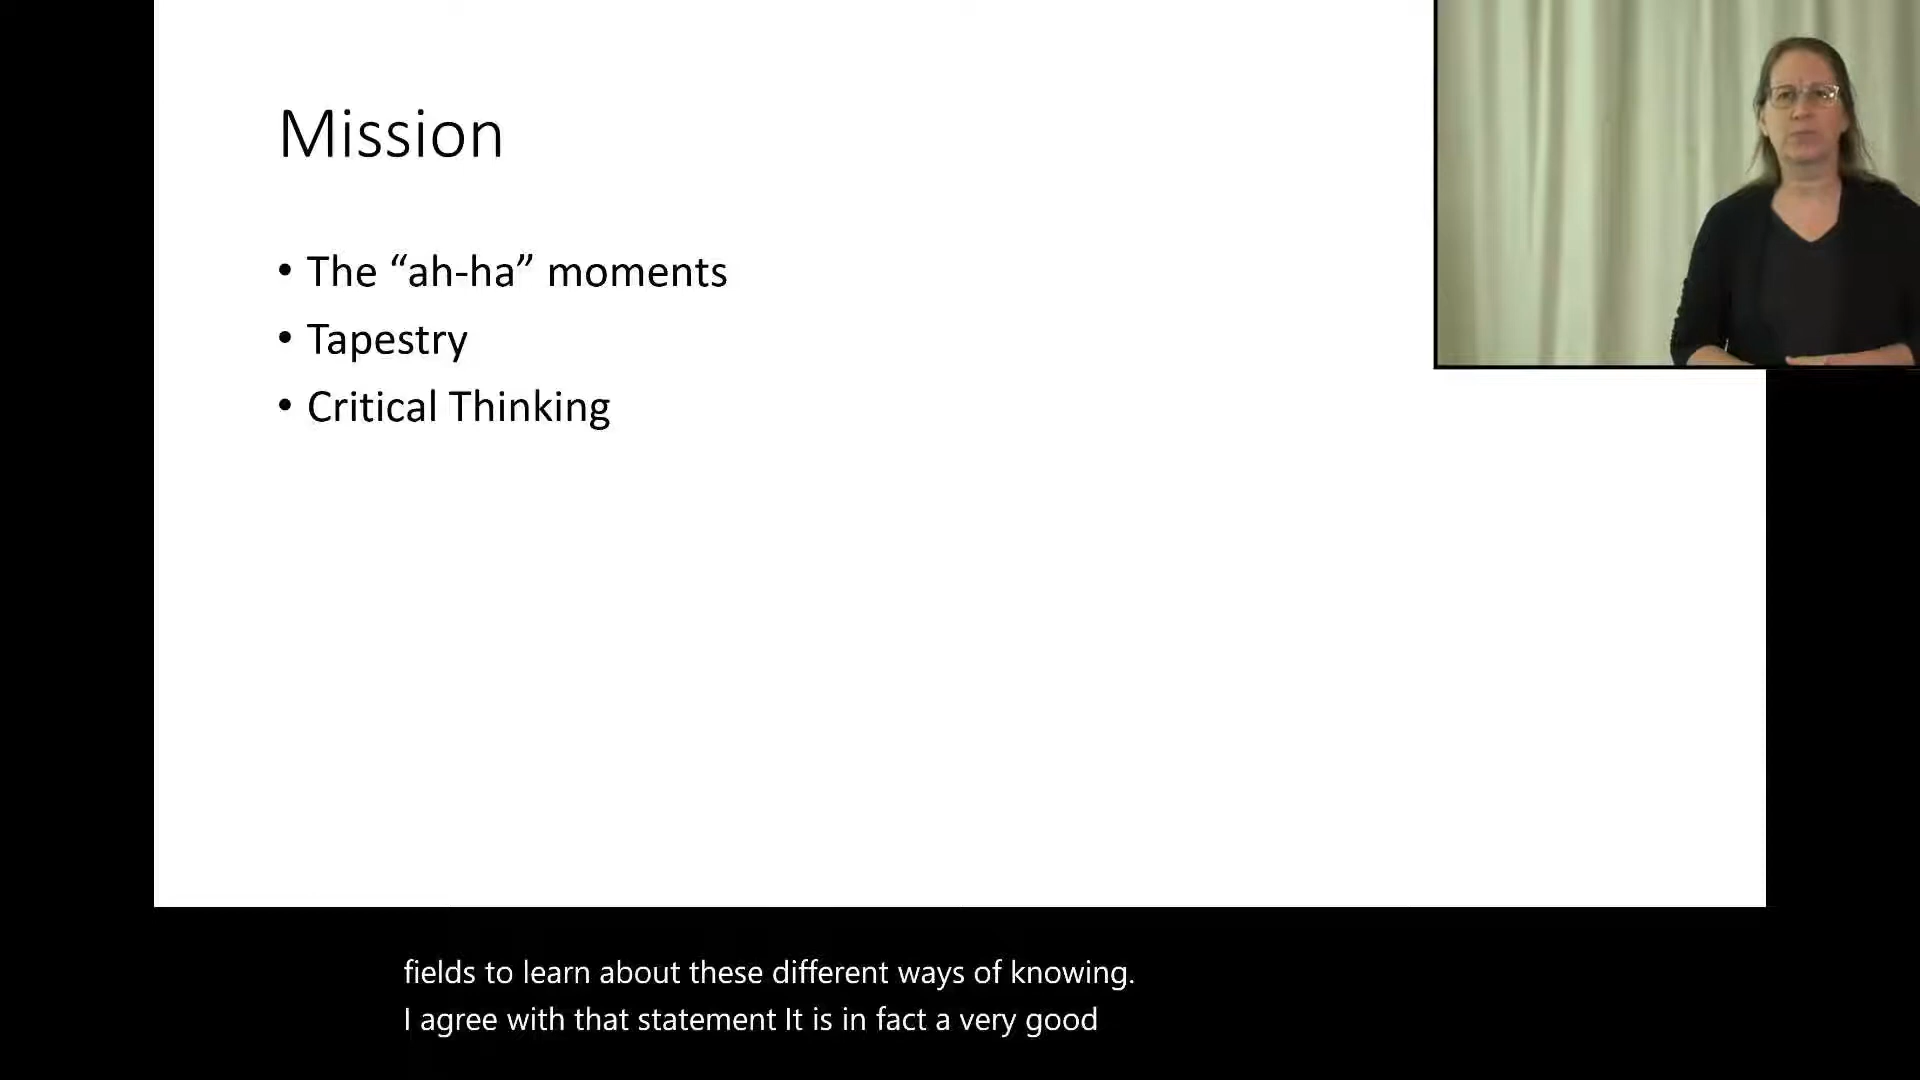 Mission
• The “ah-ha” moments
• Tapestry
• Critical Thinking
fields to learn about these different ways of knowing.
I agree with that statement It is in fact a very good